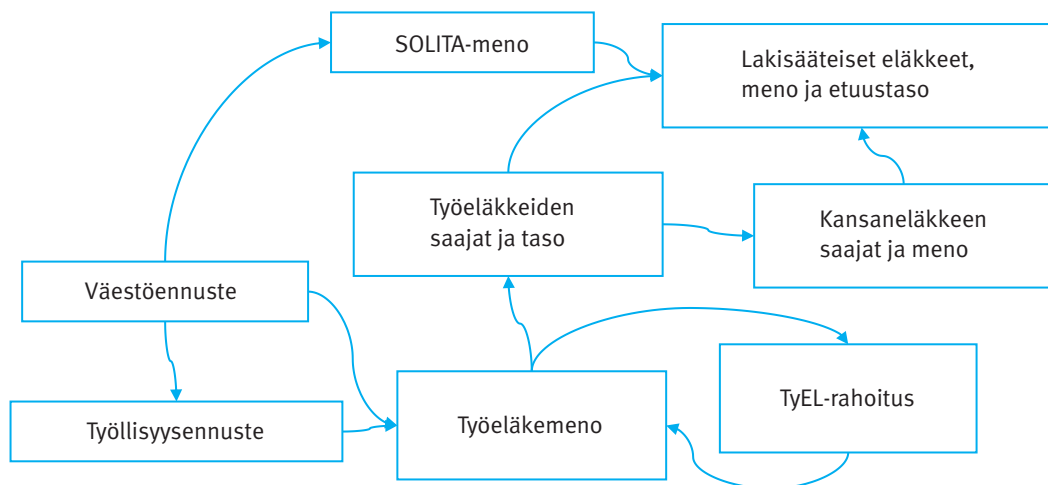 SOLITA-meno
Lakisääteiset eläkkeet,
meno ja etuustaso
Työeläkkeiden
saajat ja taso
Kansaneläkkeen
saajat ja meno
Väestöennuste
TyEL-rahoitus
Työllisyysennuste
Työeläkemeno